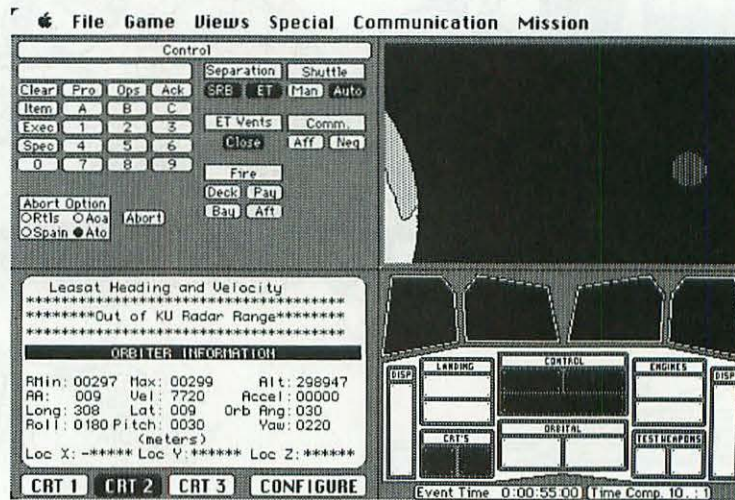 File Game Views Special Communication Mission
Control
Separation Shuttle
Clear Pro Ops Ack SRB ET Man Auto
Item A B C
Exec 1 2 3 ET Vents Comm.
Spec 4 5 6 Close Aff Neg
0 7 8 9
Fire
Deck Pay
Bay Aft
Abort Option
Rtls Aoa Abort
Spain Ato
Leasat Heading and Velocity
************************************
********Out of KU Radar Range********
************************************
ORBITER INFORMATION
RMin: 00297 Max: 00299 Alt: 298947
AA: 009 Vel: 7720 Accel: 00000
Long: 308 Lat: 009 Orb Ang: 030
Roll: 0180 Pitch: 0030 Yaw: 0220
(meters)
Loc X: -***** Loc Y: ****** Loc Z: ******
CRT 1 CRT 2 CRT 3 CONFIGURE
DISP LANDING CONTROL ENGINES DISP
CRT'S ORBITAL TEST WEAPONS
Event Time 0:00:55:00 Time Comp. 10. : 1